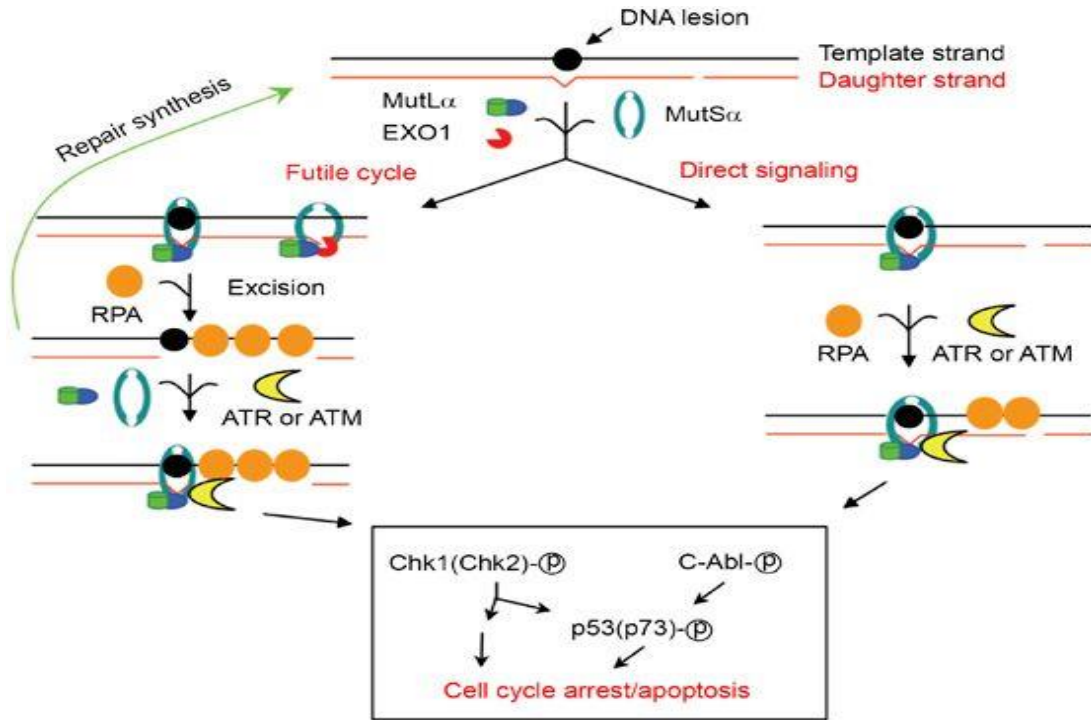 DNA lesion
Template strand
Daughter strand
MutLα
EXO1
MutSα
Repair synthesis
Futile cycle
Direct signaling
RPA
Excision
ATR or ATM
RPA
ATR or ATM
Chk1(Chk2)-ⓟ
C-Abl-ⓟ
p53(p73)-ⓟ
Cell cycle arrest/apoptosis